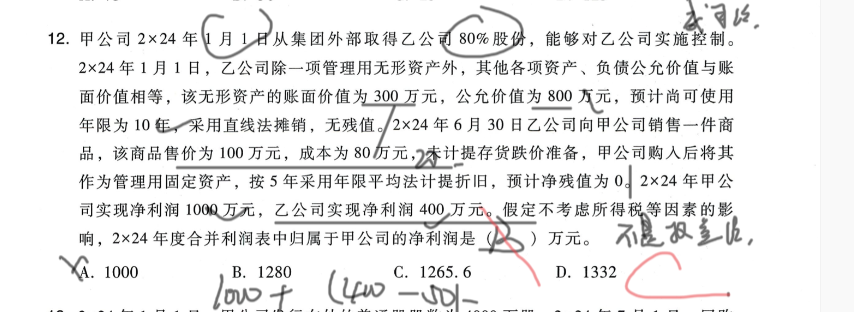 12. 甲公司 2×24 年 1 月 1 日从集团外部取得乙公司 80%股份，能够对乙公司实施控制。
2×24 年 1 月 1 日，乙公司除一项管理用无形资产外，其他各项资产、负债公允价值与账
面价值相等，该无形资产的账面价值为 300 万元，公允价值为 800 万元，预计尚可使用
年限为 10 年，采用直线法摊销，无残值。2×24 年 6 月 30 日乙公司向甲公司销售一件商
品，该商品售价为 100 万元，成本为 80 万元，未计提存货跌价准备，甲公司购入后将其
作为管理用固定资产，按 5 年采用年限平均法计提折旧，预计净残值为 0。2×24 年甲公
司实现净利润 1000 万元，乙公司实现净利润 400 万元。假定不考虑所得税等因素的影
响，2×24 年度合并利润表中归属于甲公司的净利润是（B）万元。 不是权益法.
A. 1000 B. 1280 C. 1265.6 D. 1332
1000 + (400 - 50 -